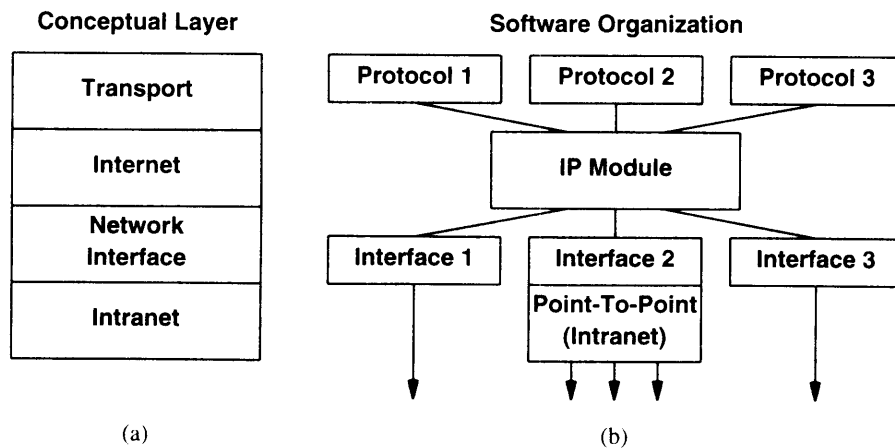 Conceptual Layer
Software Organization
Transport
Internet
Network
Interface
Intranet
Protocol 1
Protocol 2
Protocol 3
IP Module
Interface 1
Interface 2
Interface 3
Point-To-Point
(Intranet)
(a)
(b)